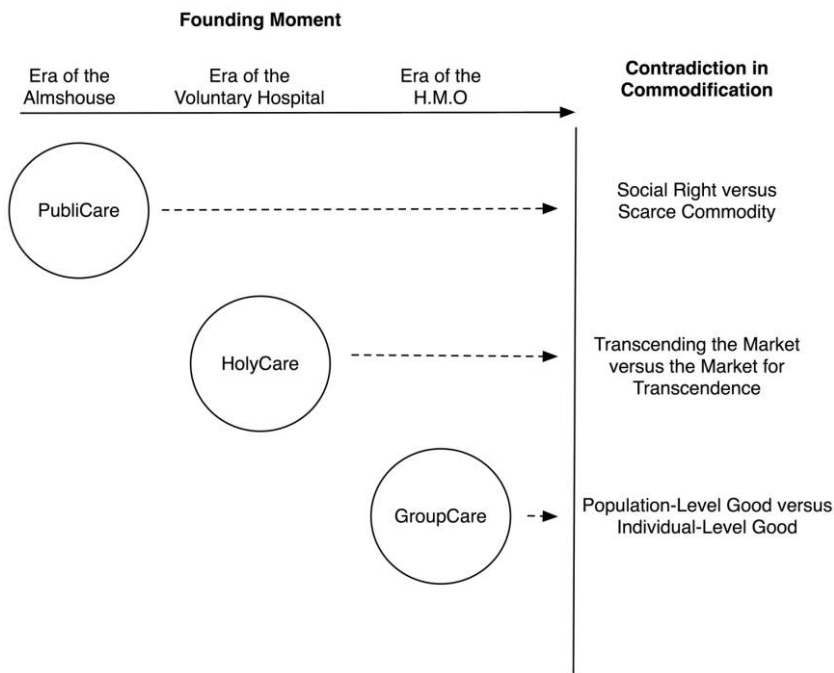 Founding Moment
Era of the
Almshouse
Era of the
Voluntary Hospital
Era of the
H.M.O
Contradiction in
Commodification
PubliCare
Social Right versus
Scarce Commodity
HolyCare
Transcending the Market
versus the Market for
Transcendence
GroupCare
Population-Level Good versus
Individual-Level Good